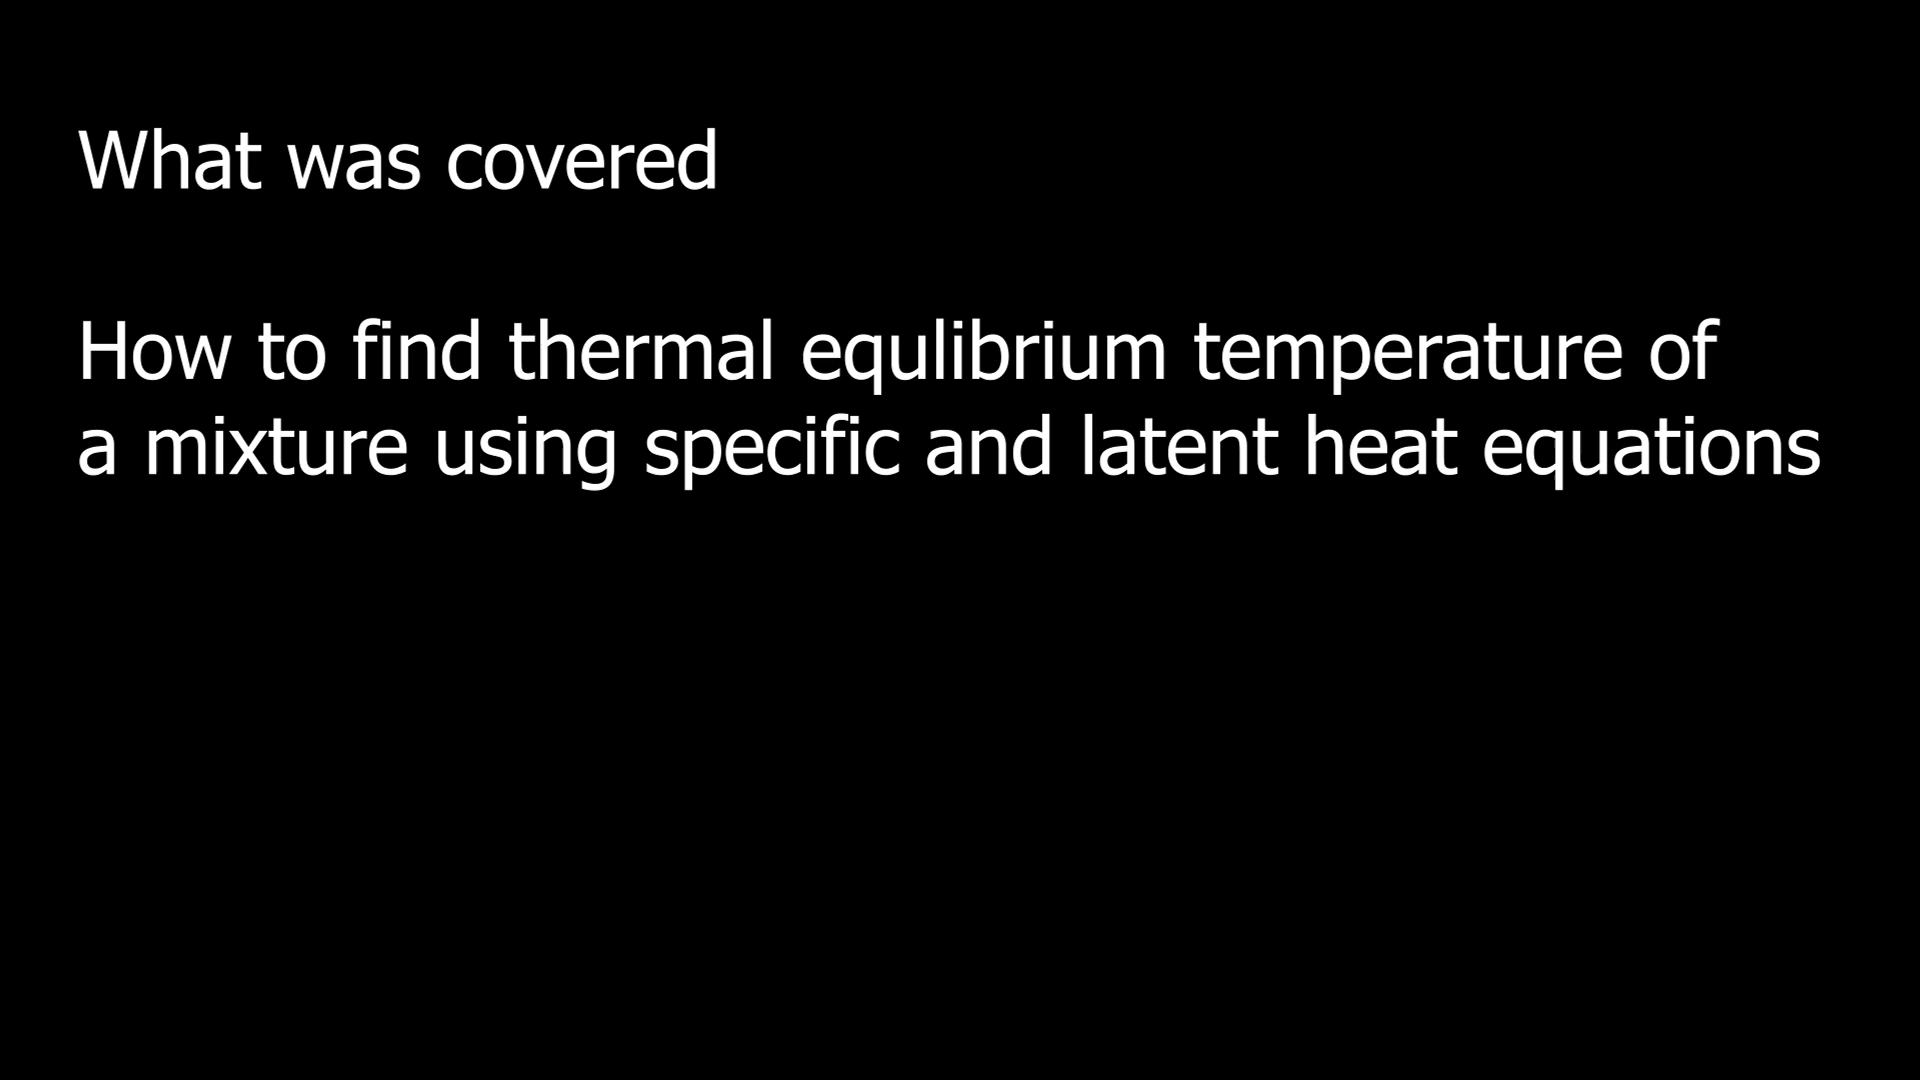 What was covered
How to find thermal equlibrium temperature of
a mixture using specific and latent heat equations